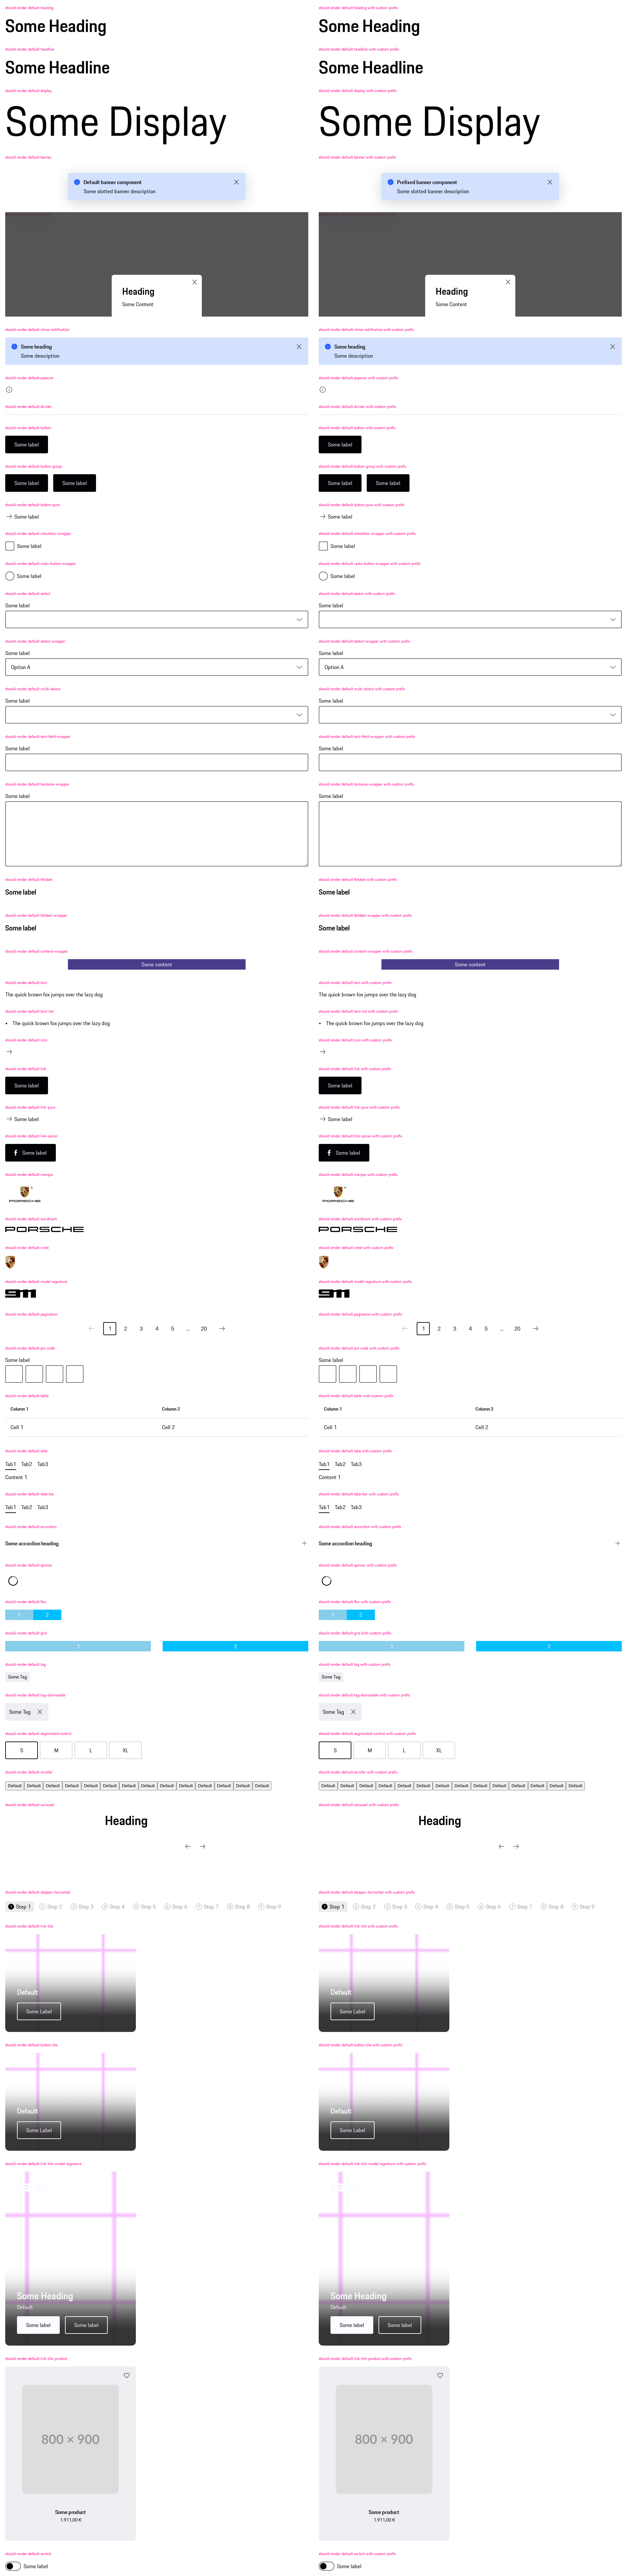 should render default heading
should render default heading with custom prefix
Some Heading
Some Heading
should render default headline
should render default headline with custom prefix
Some Headline
Some Headline
should render default display
should render default display with custom prefix
Some Display
Some Display
should render default banner
should render default banner with custom prefix
Default banner component
Some slotted banner description
Prefixed banner component
Some slotted banner description
Heading
Some Content
Heading
Some Content
should render default inline-notification
should render default inline-notification with custom prefix
Some heading
Some description
Some heading
Some description
should render default popover
should render default popover with custom prefix
should render default divider
should render default divider with custom prefix
should render default button
should render default button with custom prefix
Some label
Some label
should render default button-group
should render default button-group with custom prefix
Some label Some label
Some label Some label
should render default button-pure
should render default button-pure with custom prefix
Some label
Some label
should render default checkbox-wrapper
should render default checkbox-wrapper with custom prefix
Some label
Some label
should render default radio-button-wrapper
should render default radio-button-wrapper with custom prefix
Some label
Some label
should render default select
should render default select with custom prefix
Some label
Some label
should render default select-wrapper
should render default select-wrapper with custom prefix
Some label
Some label
Option A
Option A
should render default multi-select
should render default multi-select with custom prefix
Some label
Some label
should render default text-field-wrapper
should render default text-field-wrapper with custom prefix
Some label
Some label
should render default textarea-wrapper
should render default textarea-wrapper with custom prefix
Some label
Some label
should render default fieldset
should render default fieldset with custom prefix
Some label
Some label
should render default fieldset-wrapper
should render default fieldset-wrapper with custom prefix
Some label
Some label
should render default content-wrapper
should render default content-wrapper with custom prefix
Some content
Some content
should render default text
should render default text with custom prefix
The quick brown fox jumps over the lazy dog
The quick brown fox jumps over the lazy dog
should render default text-list
should render default text-list with custom prefix
• The quick brown fox jumps over the lazy dog
• The quick brown fox jumps over the lazy dog
should render default icon
should render default icon with custom prefix
should render default link
should render default link with custom prefix
Some label
Some label
should render default link-pure
should render default link-pure with custom prefix
Some label
Some label
should render default link-social
should render default link-social with custom prefix
Some label
Some label
should render default marque
should render default marque with custom prefix
PORSCHE
PORSCHE
should render default wordmark
should render default wordmark with custom prefix
PORSCHE
PORSCHE
should render default crest
should render default crest with custom prefix
should render default model-signature
should render default model-signature with custom prefix
911
911
should render default pagination
should render default pagination with custom prefix
1 2 3 4 5 ... 20
1 2 3 4 5 ... 20
should render default pin-code
should render default pin-code with custom prefix
Some label
Some label
should render default table
should render default table with custom prefix
Column 1 Column 2
Column 1 Column 2
Cell 1 Cell 2
Cell 1 Cell 2
should render default tabs
should render default tabs with custom prefix
Tab1 Tab2 Tab3
Tab1 Tab2 Tab3
Content 1
Content 1
should render default tabs-bar
should render default tabs-bar with custom prefix
Tab1 Tab2 Tab3
Tab1 Tab2 Tab3
should render default accordion
should render default accordion with custom prefix
Some accordion heading
Some accordion heading
should render default spinner
should render default spinner with custom prefix
should render default flex
should render default flex with custom prefix
1 2
1 2
should render default grid
should render default grid with custom prefix
1 2
1 2
should render default tag
should render default tag with custom prefix
Some Tag
Some Tag
should render default tag-dismissible
should render default tag-dismissible with custom prefix
Some Tag
Some Tag
should render default segmented-control
should render default segmented-control with custom prefix
S M L XL
S M L XL
should render default scroller
should render default scroller with custom prefix
Default Default Default Default Default Default Default Default Default Default Default Default Default Default
Default Default Default Default Default Default Default Default Default Default Default Default Default Default
should render default carousel
should render default carousel with custom prefix
Heading
Heading
should render default stepper-horizontal
should render default stepper-horizontal with custom prefix
1 Step 1 2 Step 2 3 Step 3 4 Step 4 5 Step 5 6 Step 6 7 Step 7 8 Step 8 9 Step 9
1 Step 1 2 Step 2 3 Step 3 4 Step 4 5 Step 5 6 Step 6 7 Step 7 8 Step 8 9 Step 9
should render default link-tile
should render default link-tile with custom prefix
Default
Default
Some Label
Some Label
should render default button-tile
should render default button-tile with custom prefix
Default
Default
Some Label
Some Label
should render default link-tile-model-signature
should render default link-tile-model-signature with custom prefix
Some Heading
Some Heading
Default
Default
Some label Some label
Some label Some label
should render default link-tile-product
should render default link-tile-product with custom prefix
800 × 900
800 × 900
Some product
Some product
1.911,00 €
1.911,00 €
should render default switch
should render default switch with custom prefix
Some label
Some label